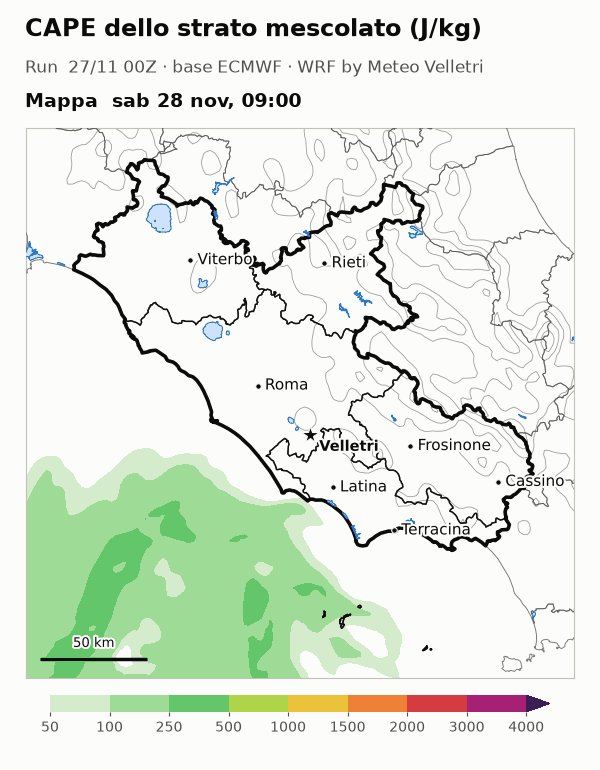 CAPE dello strato mescolato (J/kg)
Run  27/11 00Z · base ECMWF · WRF by Meteo Velletri
Mappa  sab 28 nov, 09:00
Viterbo
Rieti
Roma
Velletri
Frosinone
Latina
Cassino
Terracina
50 km
50 100 250 500 1000 1500 2000 3000 4000